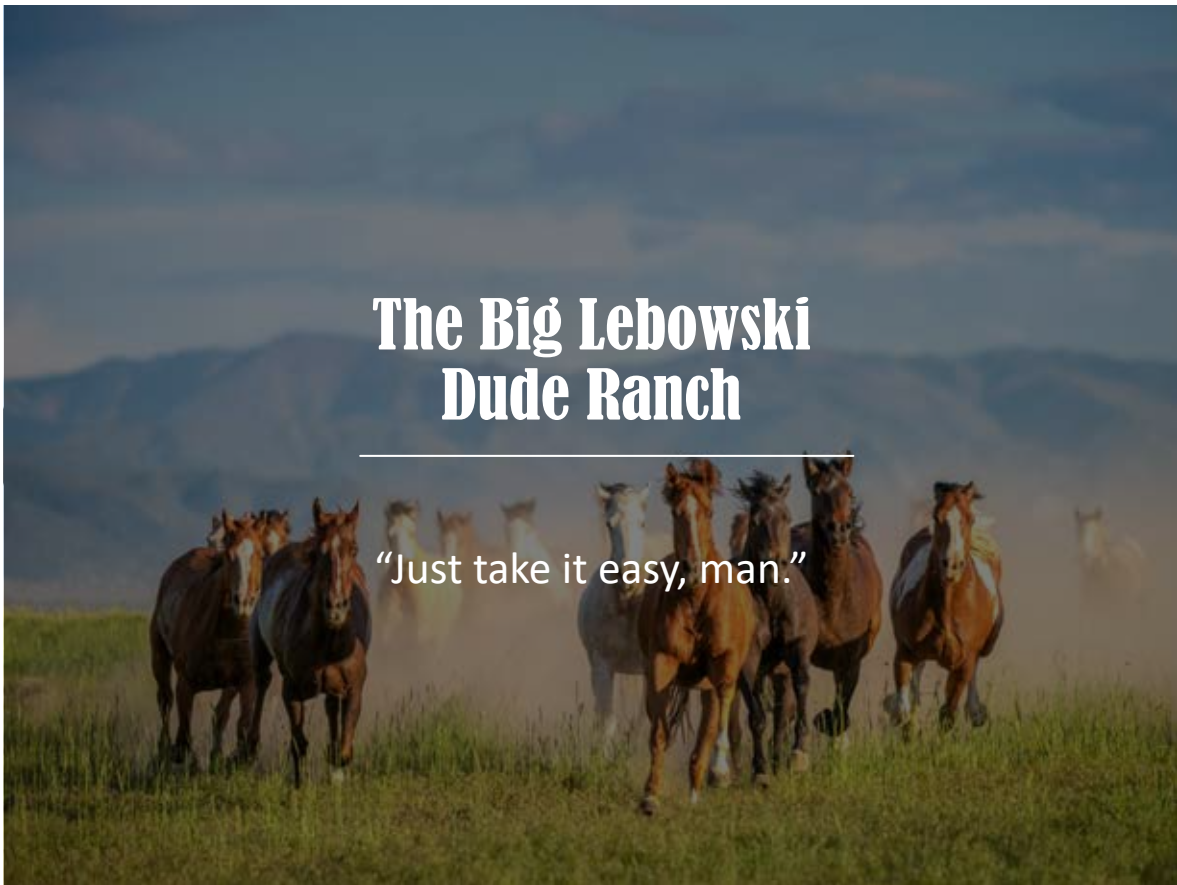 The Big Lebowski
Dude Ranch
“Just take it easy, man.”